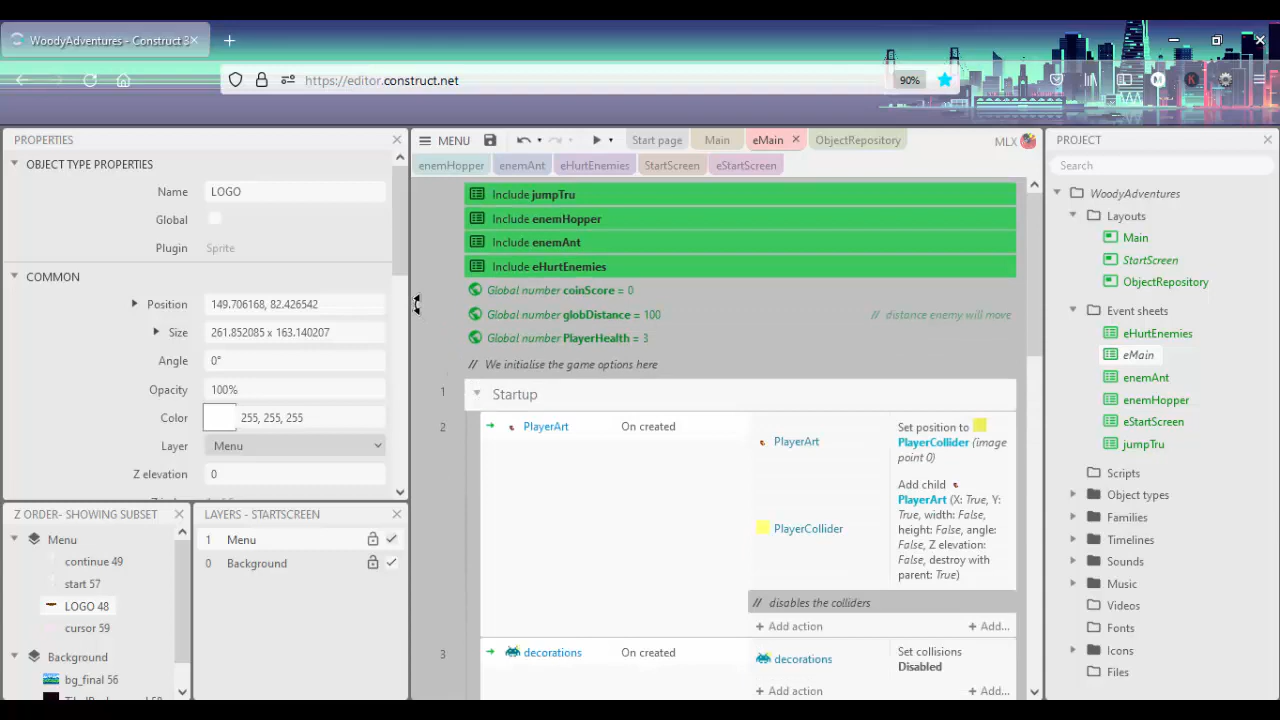 WoodyAdventures - Construct 3
https://editor.construct.net
90%
PROPERTIES
OBJECT TYPE PROPERTIES
Name LOGO
Global
Plugin Sprite
COMMON
Position 149.706168, 82.426542
Size 261.852085 x 163.140207
Angle 0°
Opacity 100%
Color 255, 255, 255
Layer Menu
Z elevation 0
Z ORDER- SHOWING SUBSET
Menu
continue 49
start 57
LOGO 48
cursor 59
Background
bg_final 56
LAYERS - STARTSCREEN
1 Menu
0 Background
MENU
Start page
Main
eMain
ObjectRepository
MLX
enemHopper
enemAnt
eHurtEnemies
StartScreen
eStartScreen
Include jumpTru
Include enemHopper
Include enemAnt
Include eHurtEnemies
Global number coinScore = 0
Global number globDistance = 100 // distance enemy will move
Global number PlayerHealth = 3
// We initialise the game options here
1 Startup
2 PlayerArt On created
PlayerArt
Set position to
PlayerCollider (image
point 0)
PlayerCollider
Add child
PlayerArt (X: True, Y:
True, width: False,
height: False, angle:
False, Z elevation:
False, destroy with
parent: True)
// disables the colliders
+ Add action + Add...
3 decorations On created
decorations
Set collisions
Disabled
+ Add action + Add...
PROJECT
Search
WoodyAdventures
Layouts
Main
StartScreen
ObjectRepository
Event sheets
eHurtEnemies
eMain
enemAnt
enemHopper
eStartScreen
jumpTru
Scripts
Object types
Families
Timelines
Sounds
Music
Videos
Fonts
Icons
Files